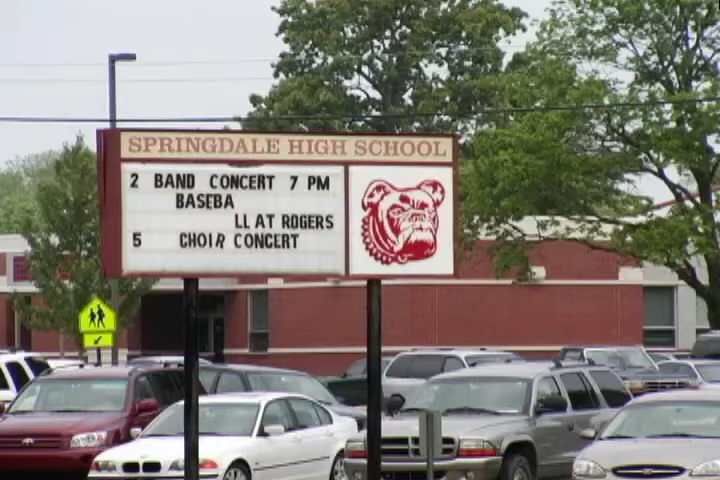 SPRINGDALE HIGH SCHOOL
2 BAND CONCERT 7 PM
BASEBA
LL AT ROGERS
5 CHOIR CONCERT